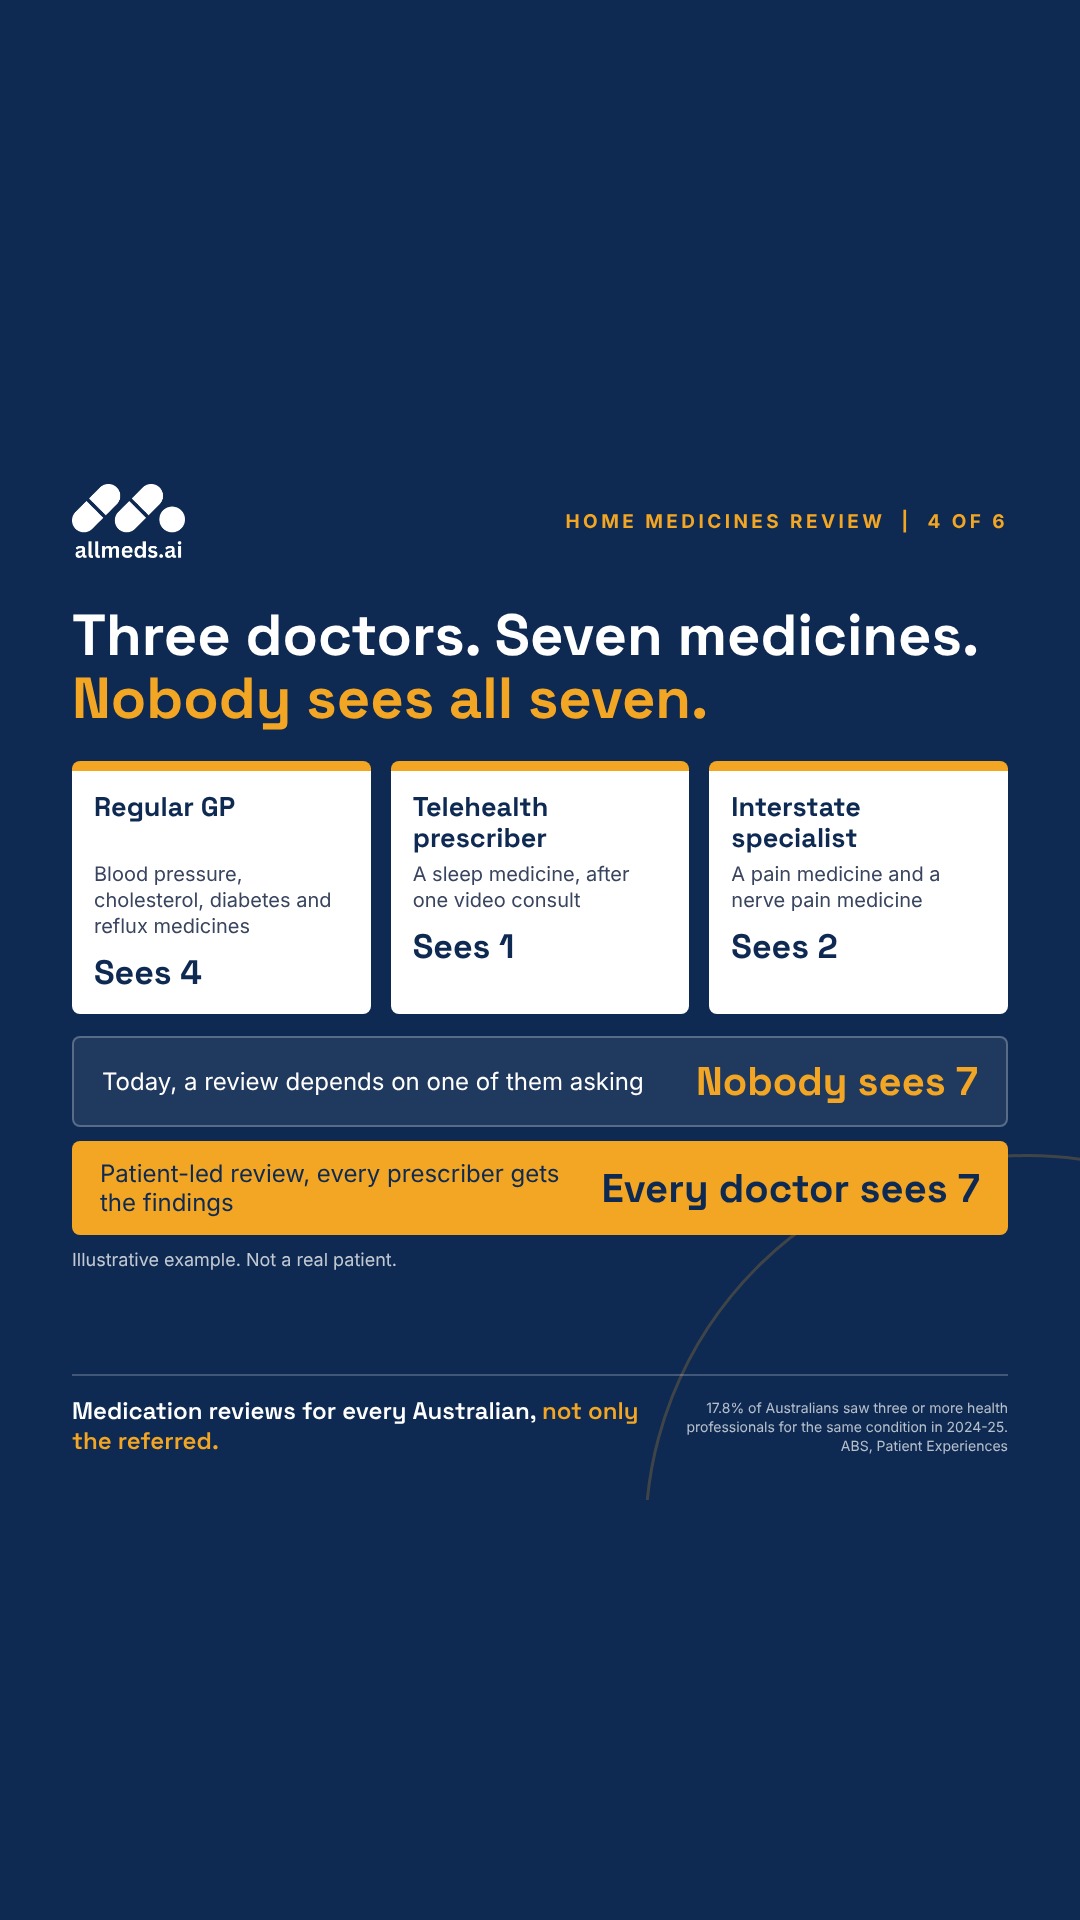 allmeds.ai
HOME MEDICINES REVIEW | 4 OF 6
Three doctors. Seven medicines.
Nobody sees all seven.
Regular GP
Blood pressure,
cholesterol, diabetes and
reflux medicines
Sees 4
Telehealth
prescriber
A sleep medicine, after
one video consult
Sees 1
Interstate
specialist
A pain medicine and a
nerve pain medicine
Sees 2
Today, a review depends on one of them asking
Nobody sees 7
Patient-led review, every prescriber gets
the findings
Every doctor sees 7
Illustrative example. Not a real patient.
Medication reviews for every Australian, not only
the referred.
17.8% of Australians saw three or more health
professionals for the same condition in 2024-25.
ABS, Patient Experiences